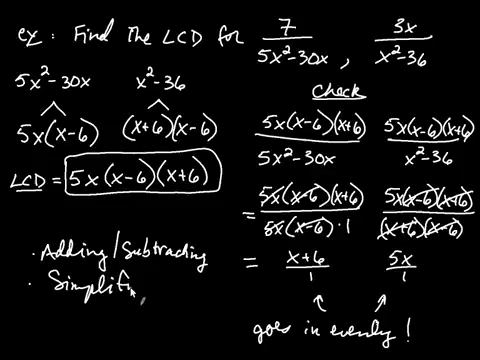 ex: Find the LCD for 7/(5x²-30x), 3x/(x²-36)
5x²-30x    x²-36
5x(x-6)    (x+6)(x-6)
LCD = 5x(x-6)(x+6)
· Adding/Subtracting
· Simplify
check
5x(x-6)(x+6)/(5x²-30x)    5x(x-6)(x+6)/(x²-36)
= 5x(x-6)(x+6)/(5x(x-6)·1)    5x(x-6)(x+6)/((x+6)(x-6))
= (x+6)/1    5x/1
goes in evenly!